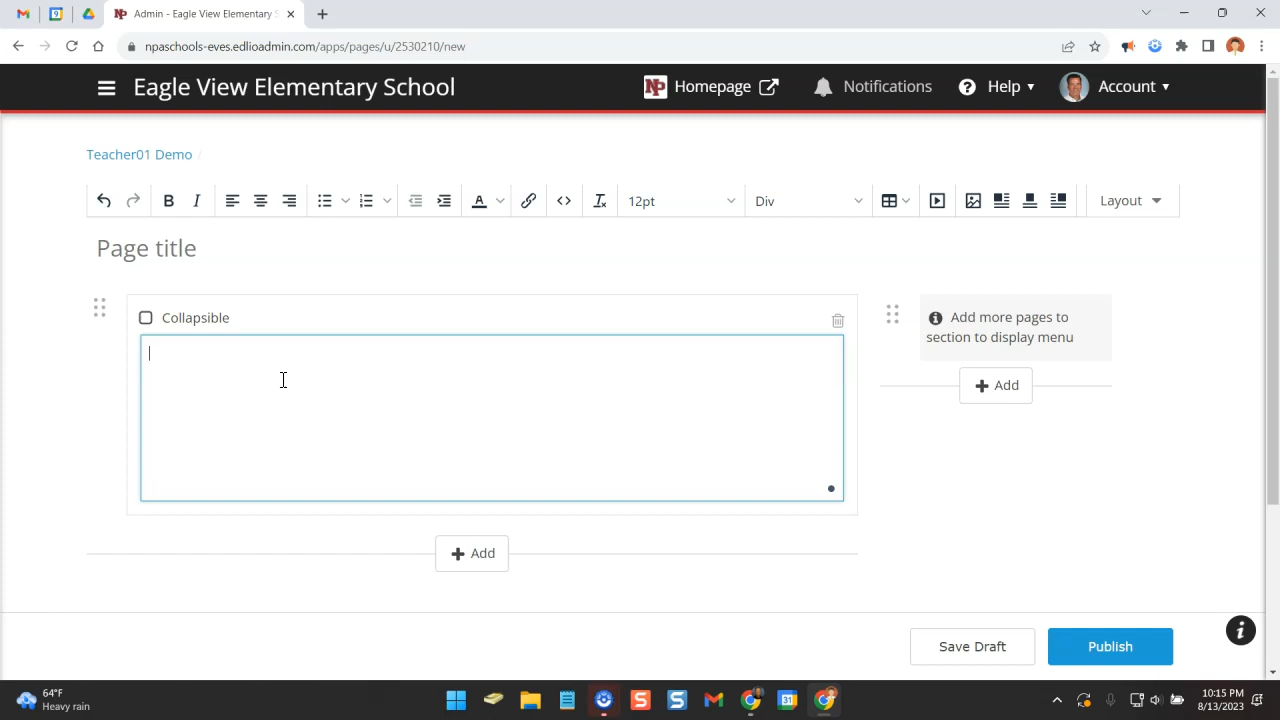 Admin - Eagle View Elementary S
npaschools-eves.edlioadmin.com/apps/pages/u/2530210/new
Eagle View Elementary School
NP Homepage
Notifications
Help
Account
Teacher01 Demo /
B I
A
12pt
Div
Layout
Page title
Collapsible
Add more pages to
section to display menu
Add
Add
Save Draft
Publish
64°F
Heavy rain
10:15 PM
8/13/2023